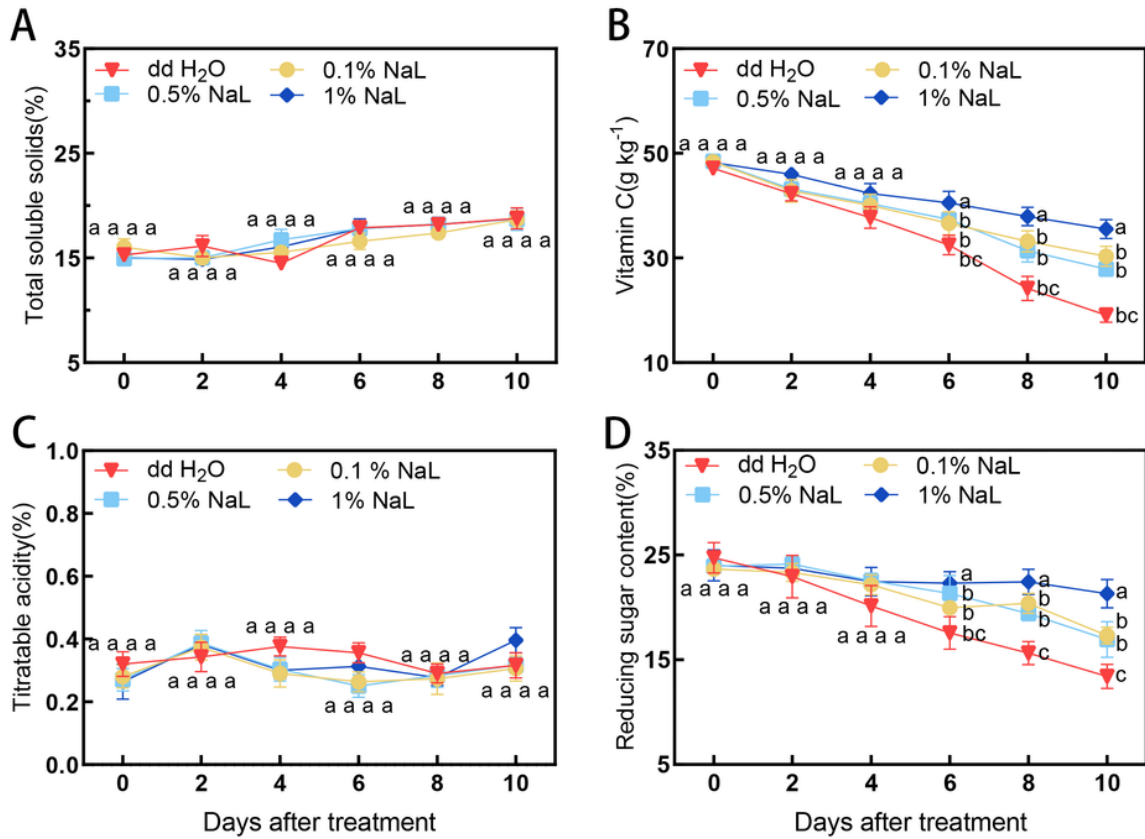 A
Total soluble solids(%)
35
25
15
5
dd H₂O
0.1% NaL
0.5% NaL
1% NaL
a a a a
a a a a
a a a a
a a a a
a a a a
a a a a
0 2 4 6 8 10
B
Vitamin C(g kg⁻¹)
70
50
30
10
dd H₂O
0.1% NaL
0.5% NaL
1% NaL
a a a a
a a a a
a a a a
a
b
b
bc
a
b
b
bc
a
b
b
bc
0 2 4 6 8 10
Days after treatment
C
Titratable acidity(%)
1.0
0.8
0.6
0.4
0.2
0.0
dd H₂O
0.1 % NaL
0.5% NaL
1% NaL
a a a a
a a a a
a a a a
a a a a
a a a a
a a a a
0 2 4 6 8 10
Days after treatment
D
Reducing sugar content(%)
35
25
15
5
dd H₂O
0.1% NaL
0.5% NaL
1% NaL
a a a a
a a a a
a a a a
a
b
b
bc
a
b
b
c
a
b
b
c
0 2 4 6 8 10
Days after treatment